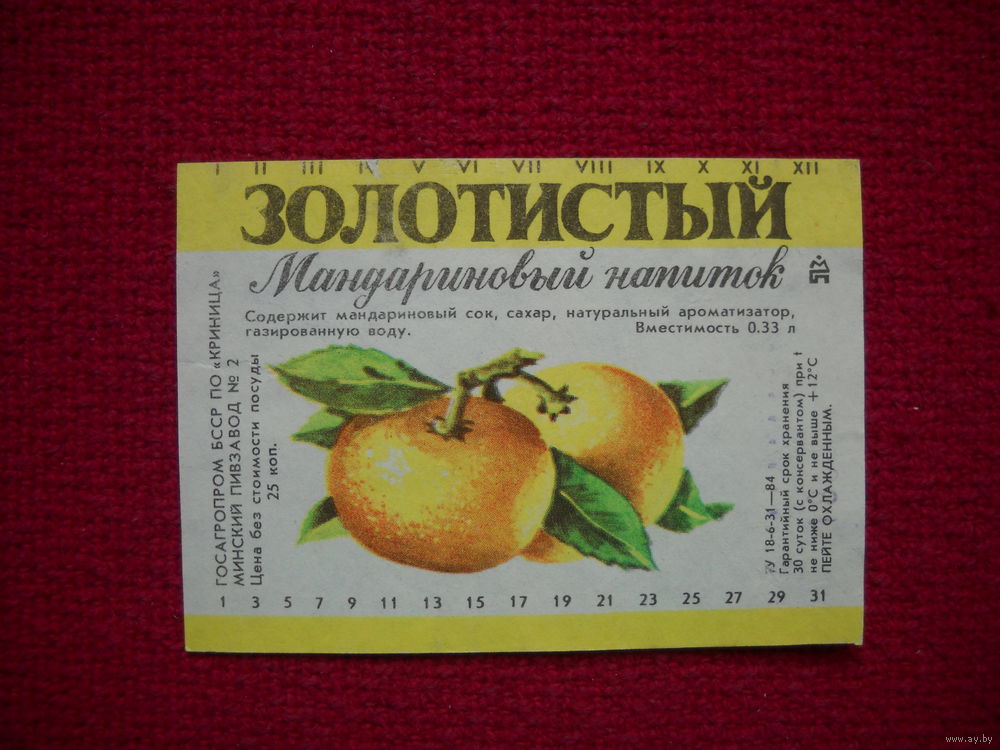 I II III IV V VI VII VIII IX X XI XII
ЗОЛОТИСТЫЙ
Мандариновый напиток
Содержит мандариновый сок, сахар, натуральный ароматизатор,
газированную воду. Вместимость 0.33 л
ГОСАГРОПРОМ БССР ПО «КРИНИЦА»
МИНСКИЙ ПИВЗАВОД № 2
Цена без стоимости посуды
25 коп.
ТУ 18-6-31—84
Гарантийный срок хранения
30 суток (с консервантом) при t
не ниже 0°С и не выше +12°С
ПЕЙТЕ ОХЛАЖДЕННЫМ.
1 3 5 7 9 11 13 15 17 19 21 23 25 27 29 31
www.ay.by